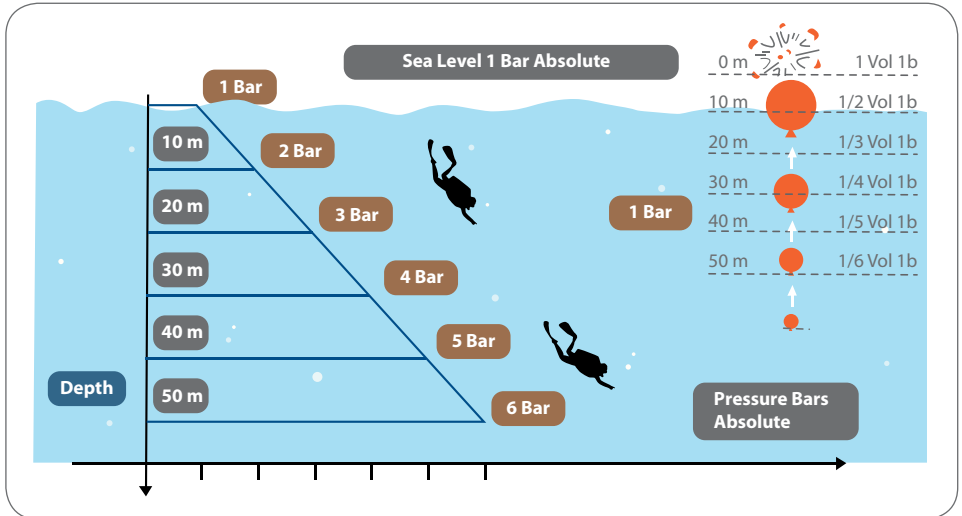 Sea Level 1 Bar Absolute
1 Bar
10 m
2 Bar
20 m
3 Bar
30 m
4 Bar
40 m
5 Bar
50 m
6 Bar
Depth
1 Bar
0 m 1 Vol 1b
10 m 1/2 Vol 1b
20 m 1/3 Vol 1b
30 m 1/4 Vol 1b
40 m 1/5 Vol 1b
50 m 1/6 Vol 1b
Pressure Bars
Absolute